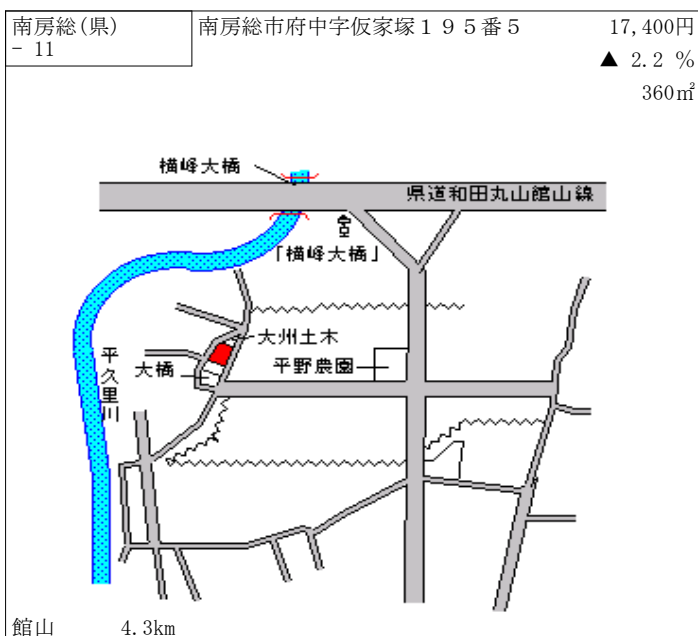 南房総(県)
- 11
南房総市府中字仮家塚１９５番５
17,400円
▲ 2.2 %
360㎡
横峰大橋
県道和田丸山館山線
「横峰大橋」
大州土木
平野農園
大橋
平久里川
館山 4.3km